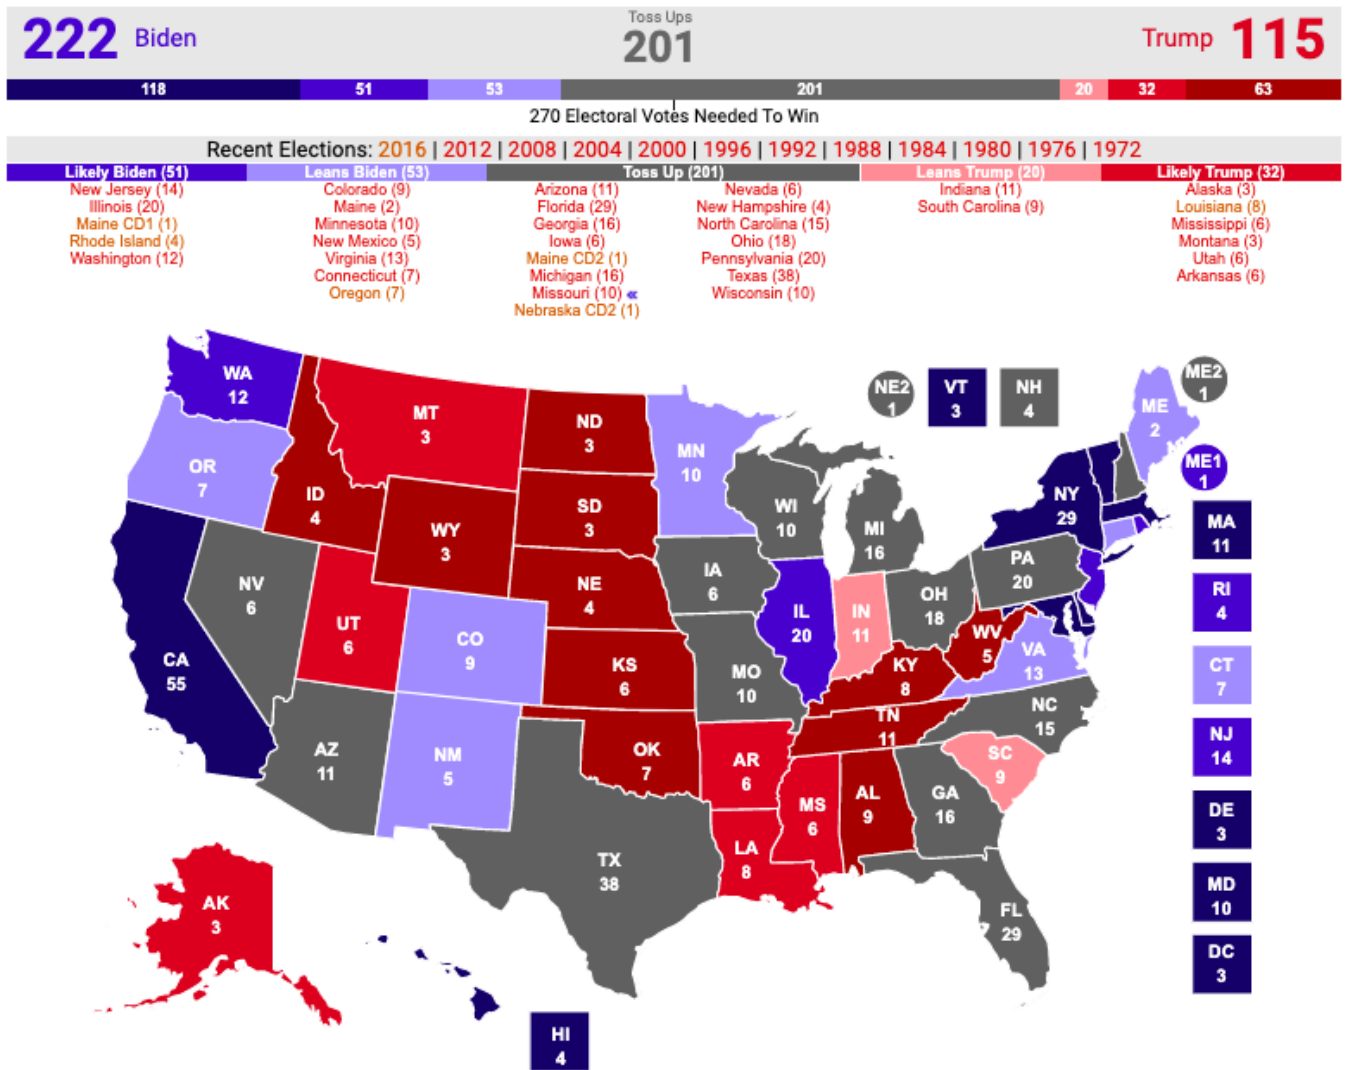 Toss Ups
222 Biden 201 Trump 115
118 51 53 201 20 32 63
270 Electoral Votes Needed To Win
Recent Elections: 2016 | 2012 | 2008 | 2004 | 2000 | 1996 | 1992 | 1988 | 1984 | 1980 | 1976 | 1972
Likely Biden (51) Leans Biden (53) Toss Up (201) Leans Trump (20) Likely Trump (32)
New Jersey (14) Colorado (9) Arizona (11) Nevada (6) Indiana (11) Alaska (3)
Illinois (20) Maine (2) Florida (29) New Hampshire (4) South Carolina (9) Louisiana (8)
Maine CD1 (1) Minnesota (10) Georgia (16) North Carolina (15) Mississippi (6)
Rhode Island (4) New Mexico (5) Iowa (6) Ohio (18) Montana (3)
Washington (12) Virginia (13) Maine CD2 (1) Pennsylvania (20) Utah (6)
Connecticut (7) Michigan (16) Texas (38) Arkansas (6)
Oregon (7) Missouri (10) « Wisconsin (10)
Nebraska CD2 (1)
WA
12
OR
7
CA
55
NV
6
ID
4
MT
3
WY
3
UT
6
AZ
11
CO
9
NM
5
ND
3
SD
3
NE
4
KS
6
OK
7
TX
38
MN
10
IA
6
MO
10
AR
6
LA
8
WI
10
IL
20
MI
16
IN
11
OH
18
KY
8
TN
11
MS
6
AL
9
GA
16
FL
29
SC
9
NC
15
VA
13
WV
5
PA
20
NY
29
ME
2
NE2
1
VT
3
NH
4
ME2
1
ME1
1
MA
11
RI
4
CT
7
NJ
14
DE
3
MD
10
DC
3
AK
3
HI
4